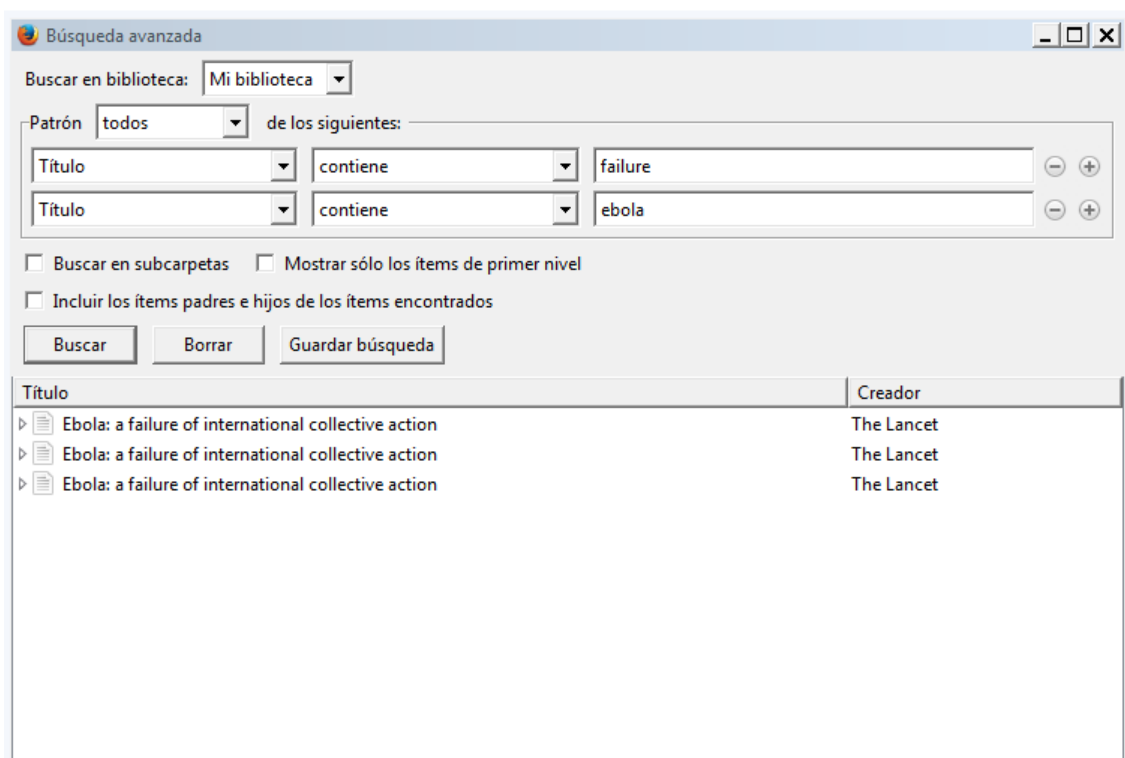 Búsqueda avanzada
Buscar en biblioteca: Mi biblioteca
Patrón todos de los siguientes:
Título contiene failure
Título contiene ebola
Buscar en subcarpetas Mostrar sólo los ítems de primer nivel
Incluir los ítems padres e hijos de los ítems encontrados
Buscar Borrar Guardar búsqueda
Título Creador
Ebola: a failure of international collective action The Lancet
Ebola: a failure of international collective action The Lancet
Ebola: a failure of international collective action The Lancet